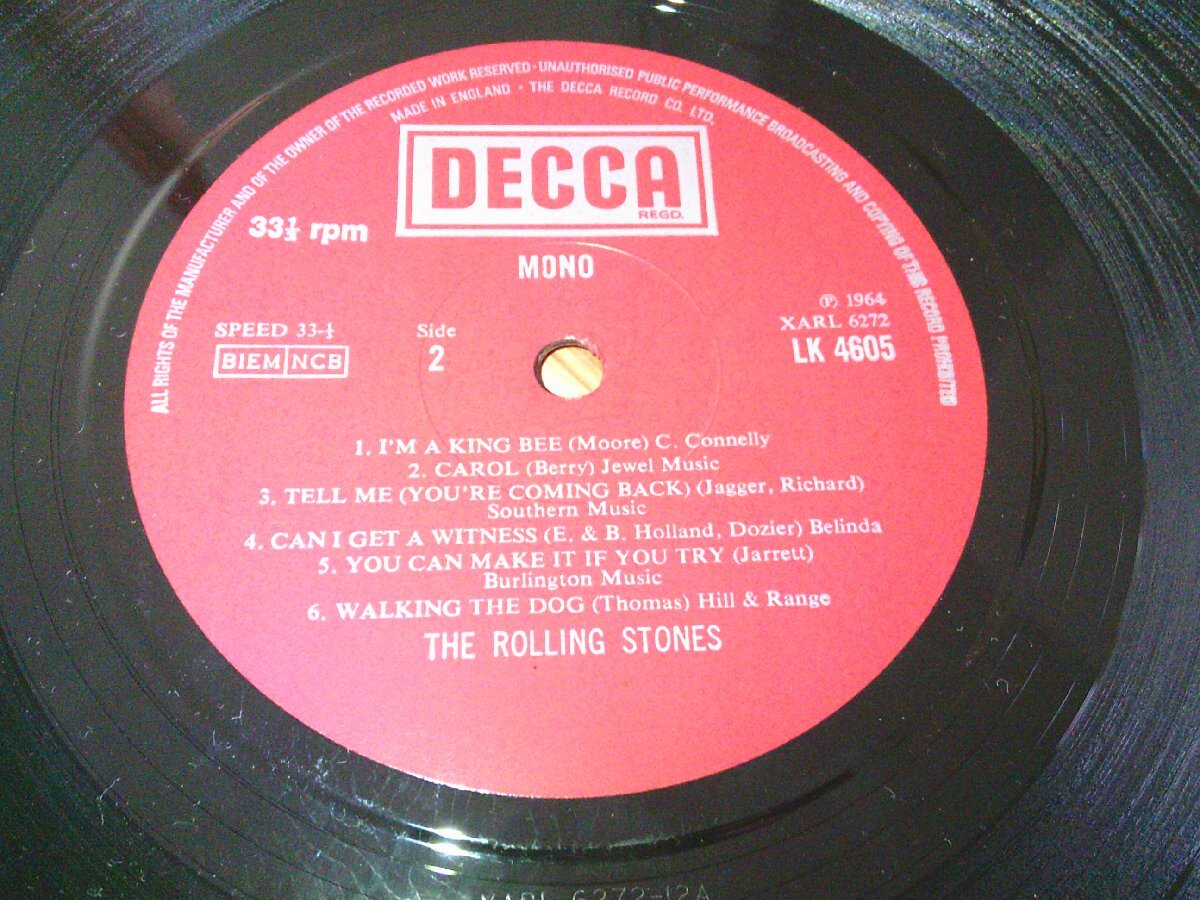 ALL RIGHTS OF THE MANUFACTURER AND OF THE OWNER OF THE RECORDED WORK RESERVED · UNAUTHORISED PUBLIC PERFORMANCE BROADCASTING AND COPYING OF THIS RECORD PROHIBITED
MADE IN ENGLAND · THE DECCA RECORD CO. LTD.
DECCA
REGD.
33⅓ rpm
MONO
℗ 1964
SPEED 33-⅓
Side
XARL 6272
BIEM NCB
2
LK 4605
1. I'M A KING BEE (Moore) C. Connelly
2. CAROL (Berry) Jewel Music
3. TELL ME (YOU'RE COMING BACK) (Jagger, Richard)
Southern Music
4. CAN I GET A WITNESS (E. & B. Holland, Dozier) Belinda
5. YOU CAN MAKE IT IF YOU TRY (Jarrett)
Burlington Music
6. WALKING THE DOG (Thomas) Hill & Range
THE ROLLING STONES
XARL 6272-12A